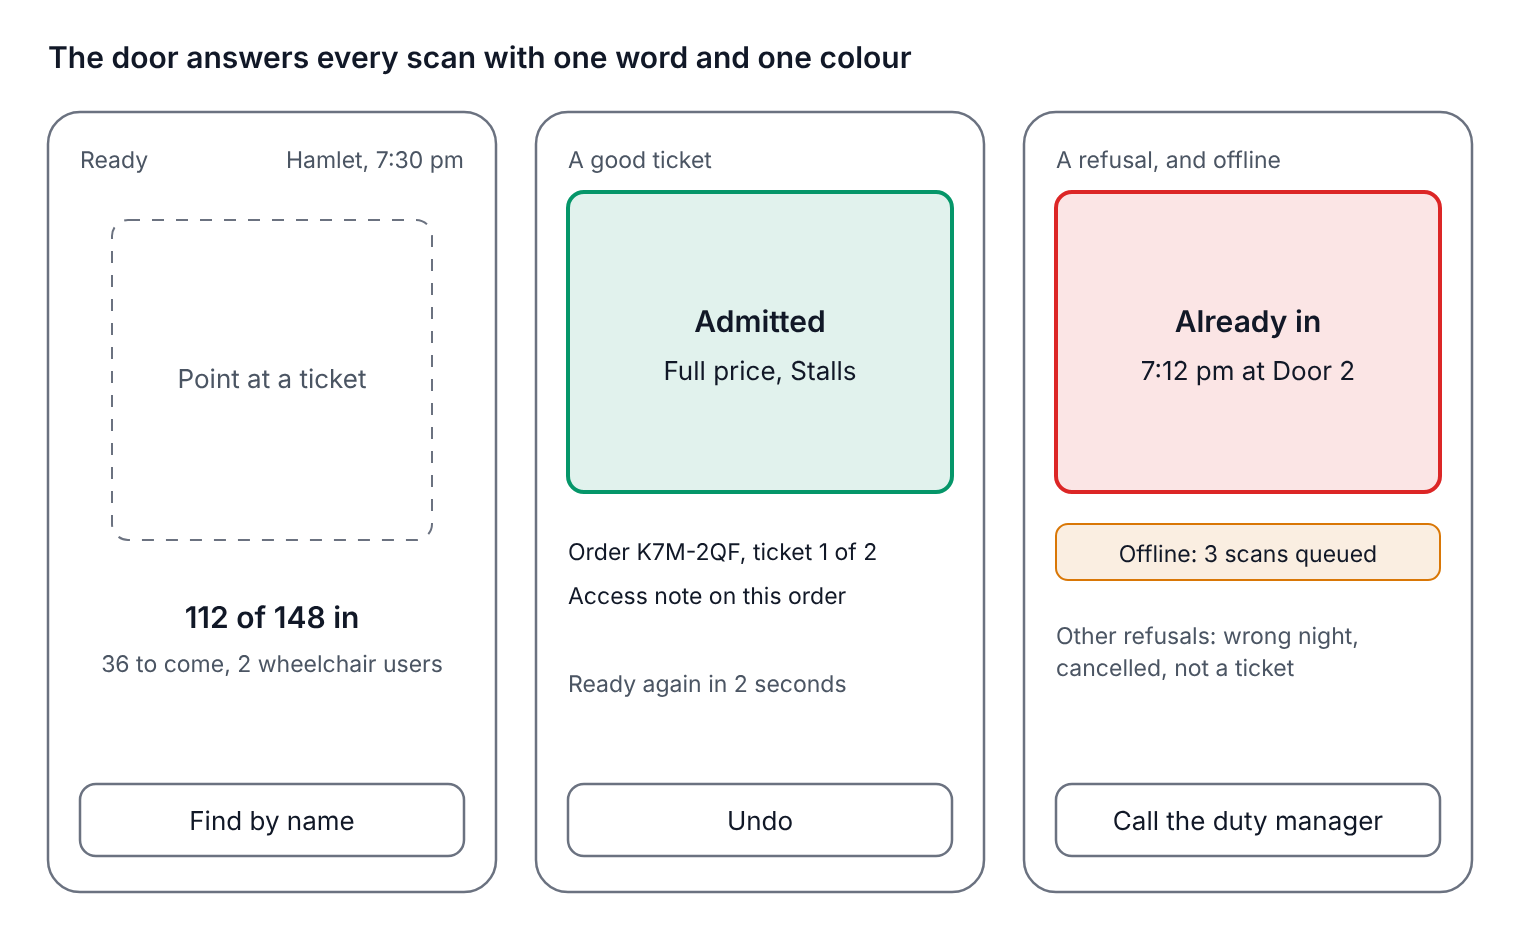 The door answers every scan with one word and one colour
Ready
Hamlet, 7:30 pm
Point at a ticket
112 of 148 in
36 to come, 2 wheelchair users
Find by name
A good ticket
Admitted
Full price, Stalls
Order K7M-2QF, ticket 1 of 2
Access note on this order
Ready again in 2 seconds
Undo
A refusal, and offline
Already in
7:12 pm at Door 2
Offline: 3 scans queued
Other refusals: wrong night,
cancelled, not a ticket
Call the duty manager